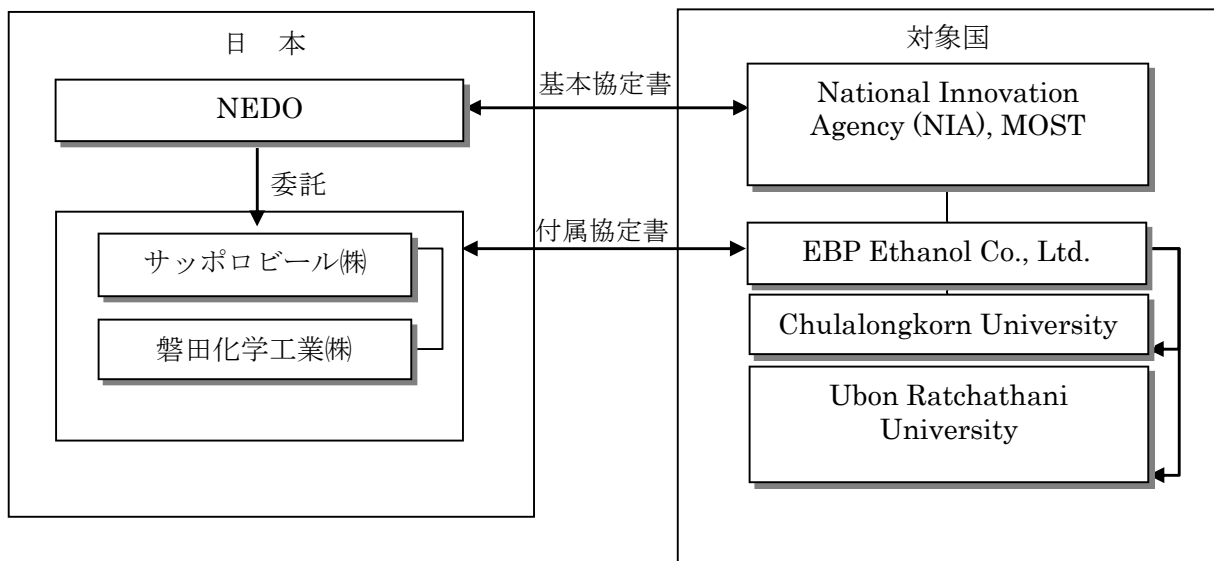 日 本
NEDO
委託
サッポロビール㈱
磐田化学工業㈱
基本協定書
付属協定書
対象国
National Innovation
Agency (NIA), MOST
EBP Ethanol Co., Ltd.
Chulalongkorn University
Ubon Ratchathani
University